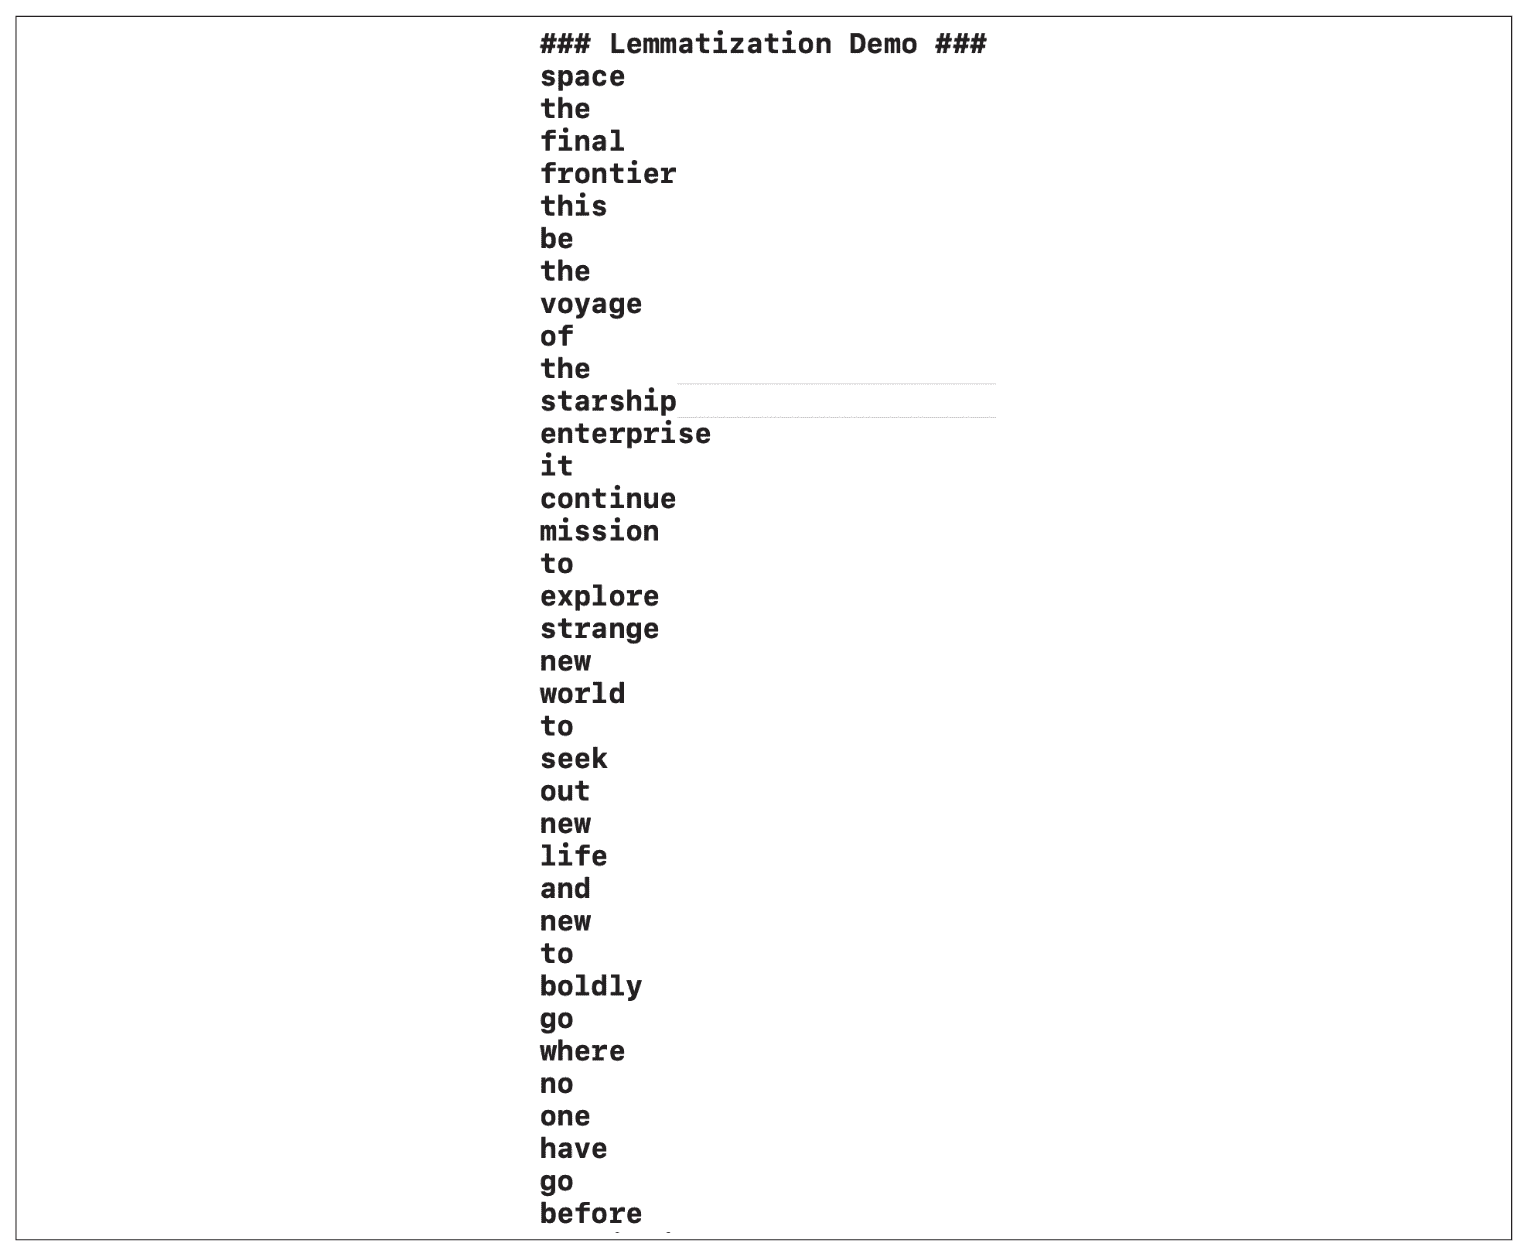 ### Lemmatization Demo ###
space
the
final
frontier
this
be
the
voyage
of
the
starship
enterprise
it
continue
mission
to
explore
strange
new
world
to
seek
out
new
life
and
new
to
boldly
go
where
no
one
have
go
before